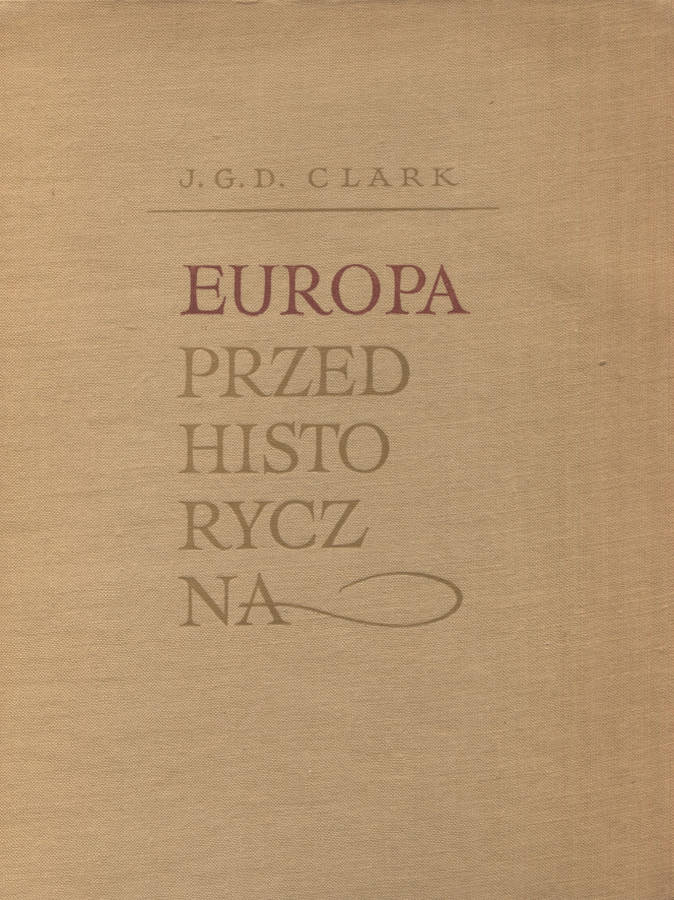 J. G. D. CLARK
EUROPA
PRZED
HISTO
RYCZ
NA